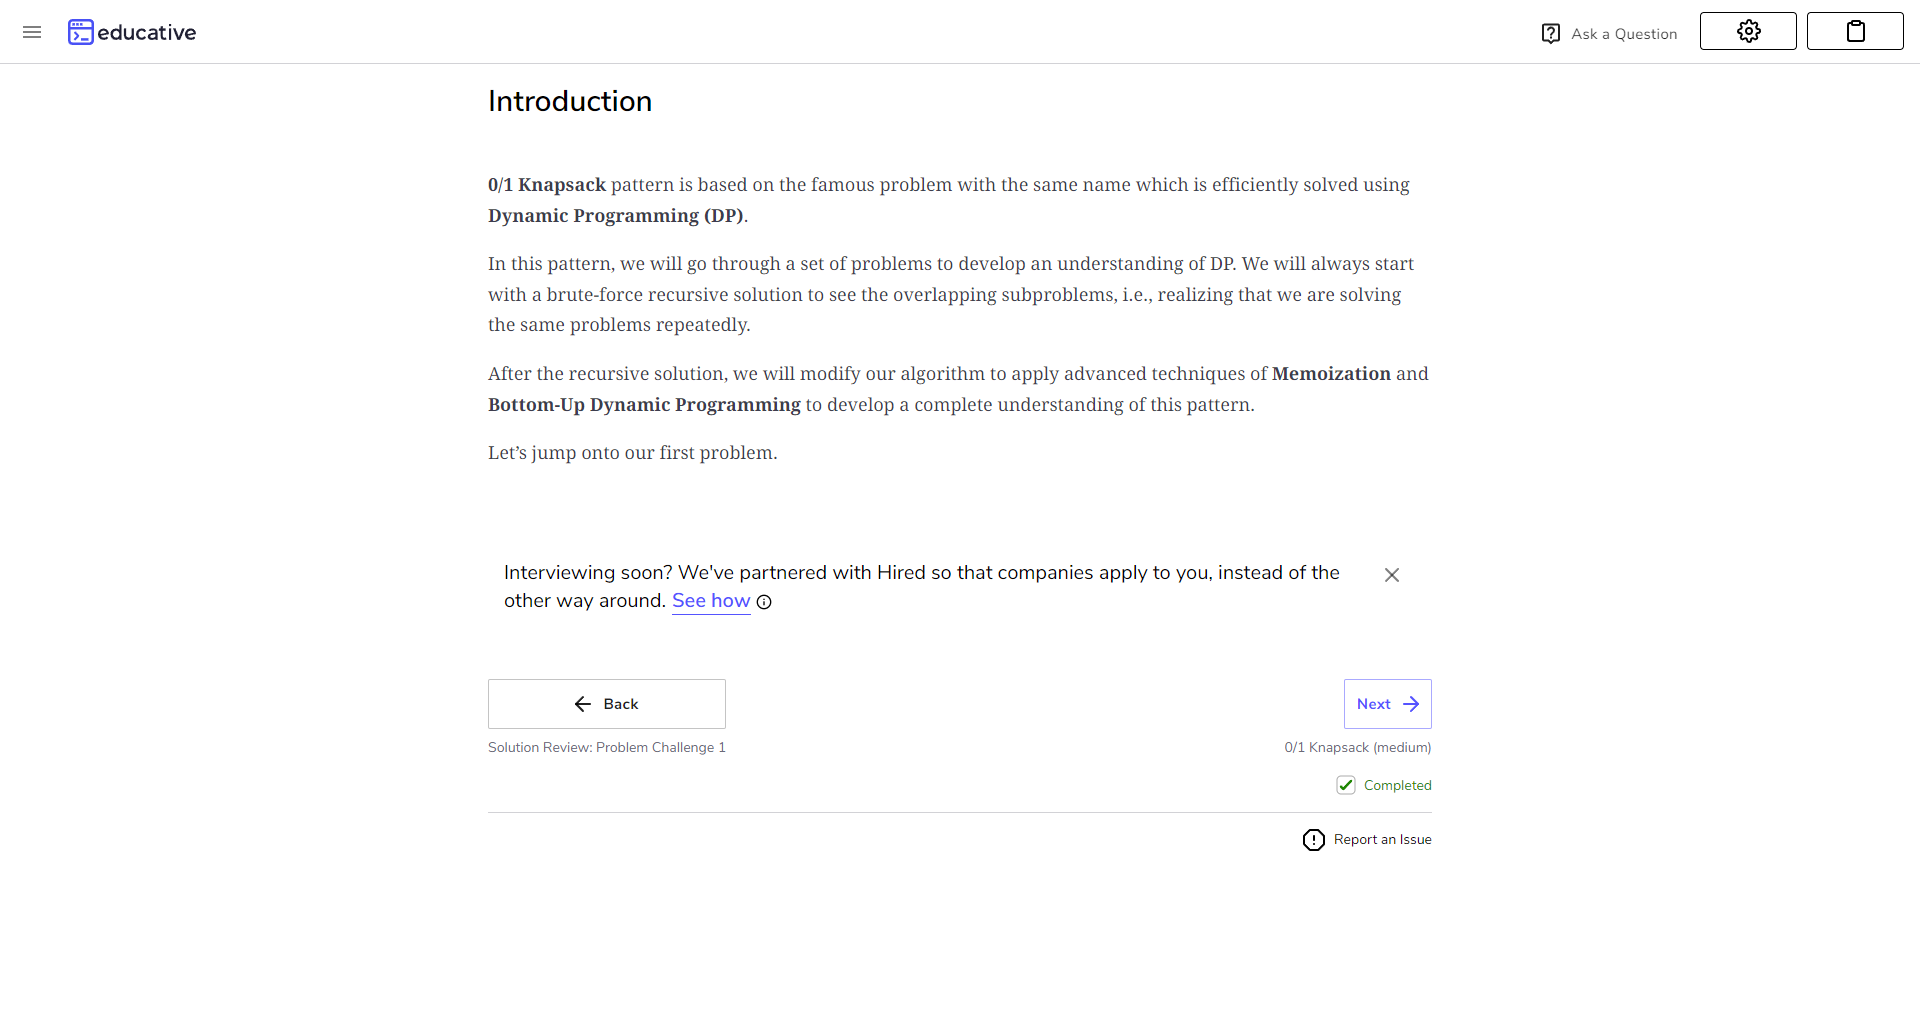 educative
Ask a Question
Introduction
0/1 Knapsack pattern is based on the famous problem with the same name which is efficiently solved using
Dynamic Programming (DP).
In this pattern, we will go through a set of problems to develop an understanding of DP. We will always start
with a brute-force recursive solution to see the overlapping subproblems, i.e., realizing that we are solving
the same problems repeatedly.
After the recursive solution, we will modify our algorithm to apply advanced techniques of Memoization and
Bottom-Up Dynamic Programming to develop a complete understanding of this pattern.
Let’s jump onto our first problem.
Interviewing soon? We've partnered with Hired so that companies apply to you, instead of the
other way around. See how
Back
Next
Solution Review: Problem Challenge 1
0/1 Knapsack (medium)
Completed
Report an Issue